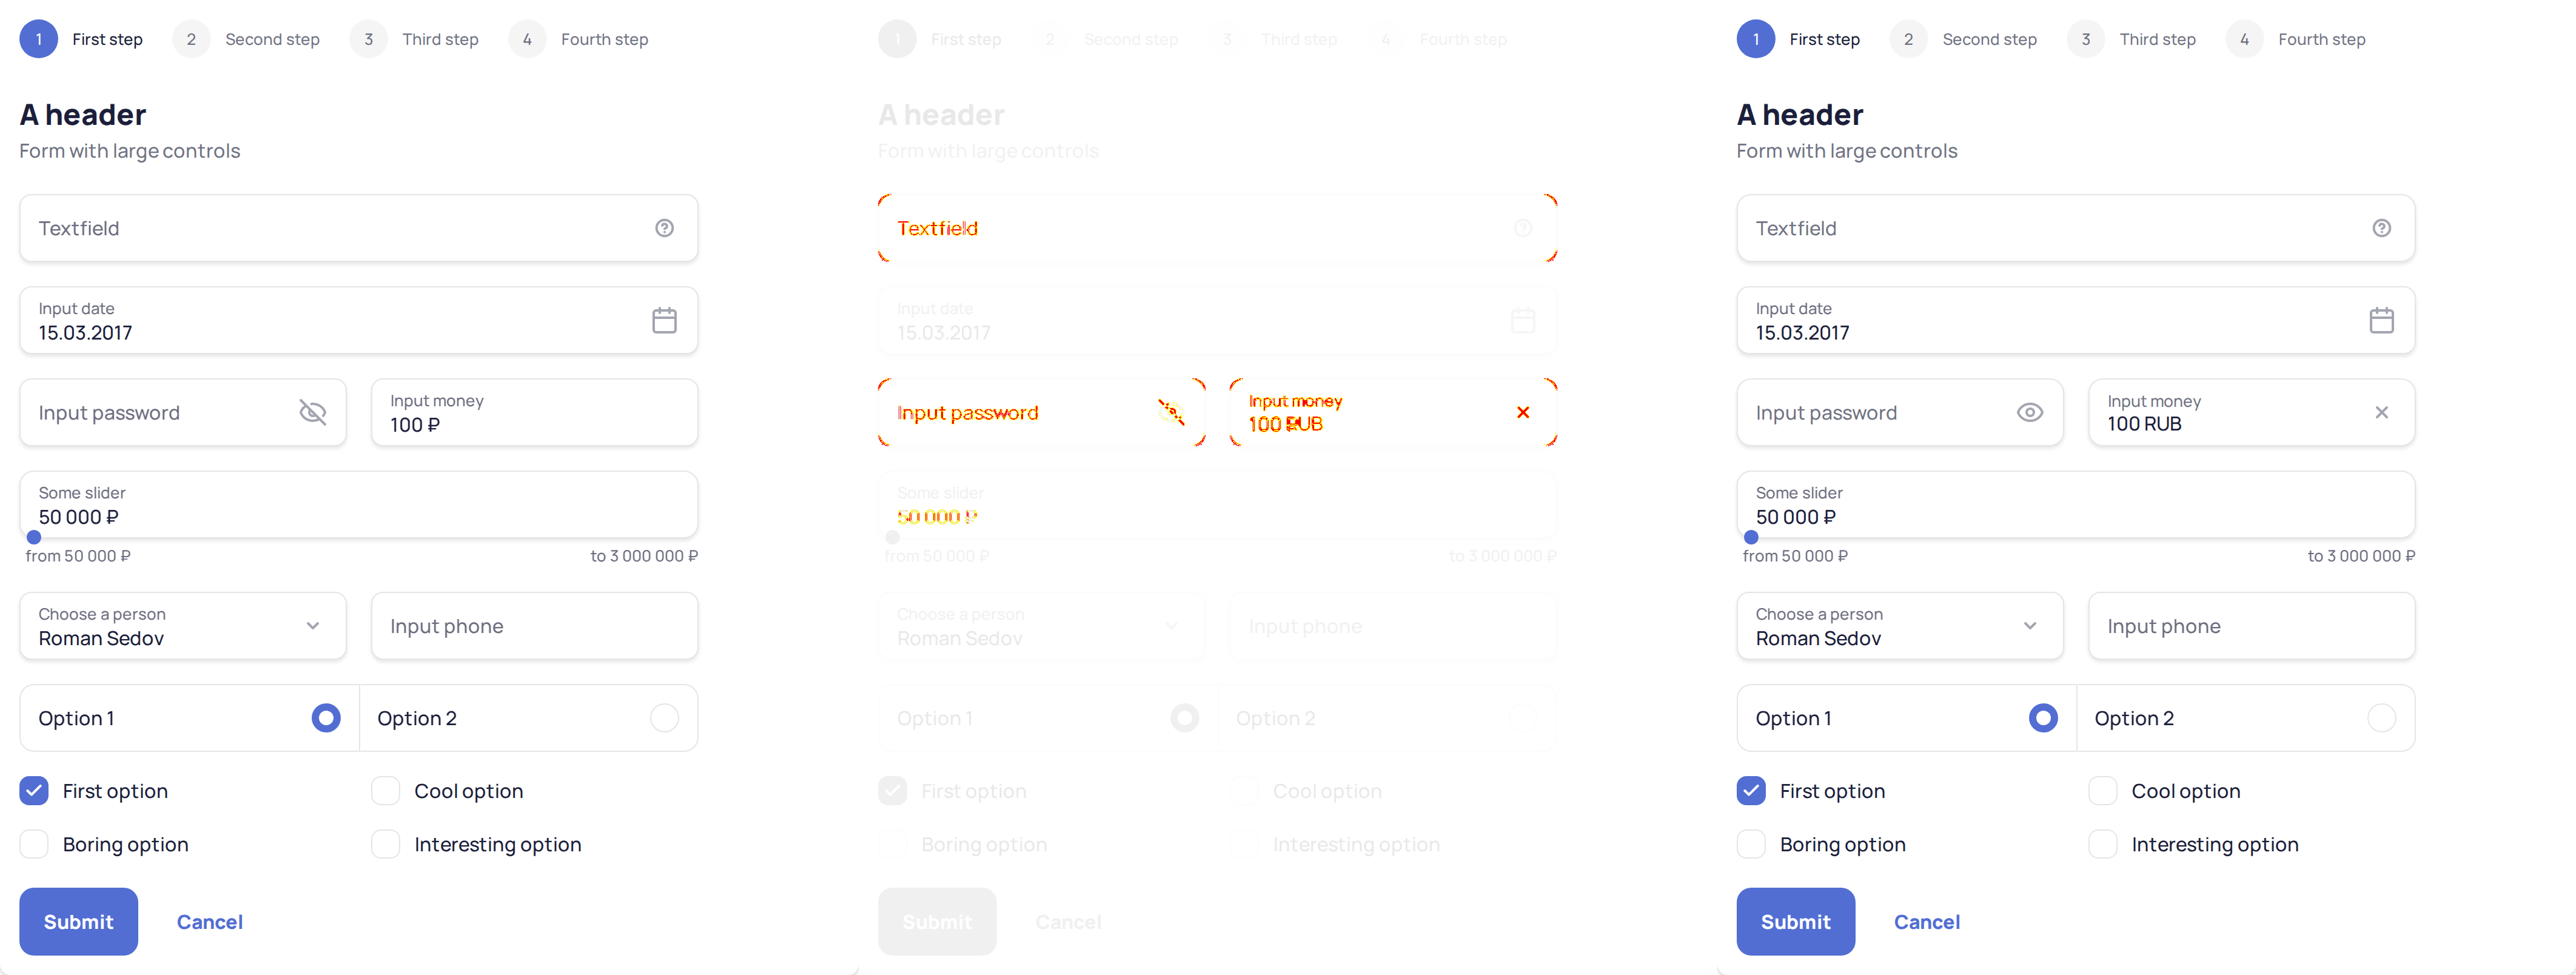 1 First step 2 Second step 3 Third step 4 Fourth step
A header
Form with large controls
Textfield
Input date
15.03.2017
Input password
Input money
100 ₽
Some slider
50 000 ₽
from 50 000 ₽ to 3 000 000 ₽
Choose a person
Roman Sedov
Input phone
Option 1 Option 2
First option Cool option
Boring option Interesting option
Submit Cancel
1 First step 2 Second step 3 Third step 4 Fourth step
A header
Form with large controls
Textfield
Input date
15.03.2017
Input password
Input money
100 RUB
Some slider
50 000 ₽
from 50 000 ₽ to 3 000 000 ₽
Choose a person
Roman Sedov
Input phone
Option 1 Option 2
First option Cool option
Boring option Interesting option
Submit Cancel
1 First step 2 Second step 3 Third step 4 Fourth step
A header
Form with large controls
Textfield
Input date
15.03.2017
Input password
Input money
100 RUB
Some slider
50 000 ₽
from 50 000 ₽ to 3 000 000 ₽
Choose a person
Roman Sedov
Input phone
Option 1 Option 2
First option Cool option
Boring option Interesting option
Submit Cancel